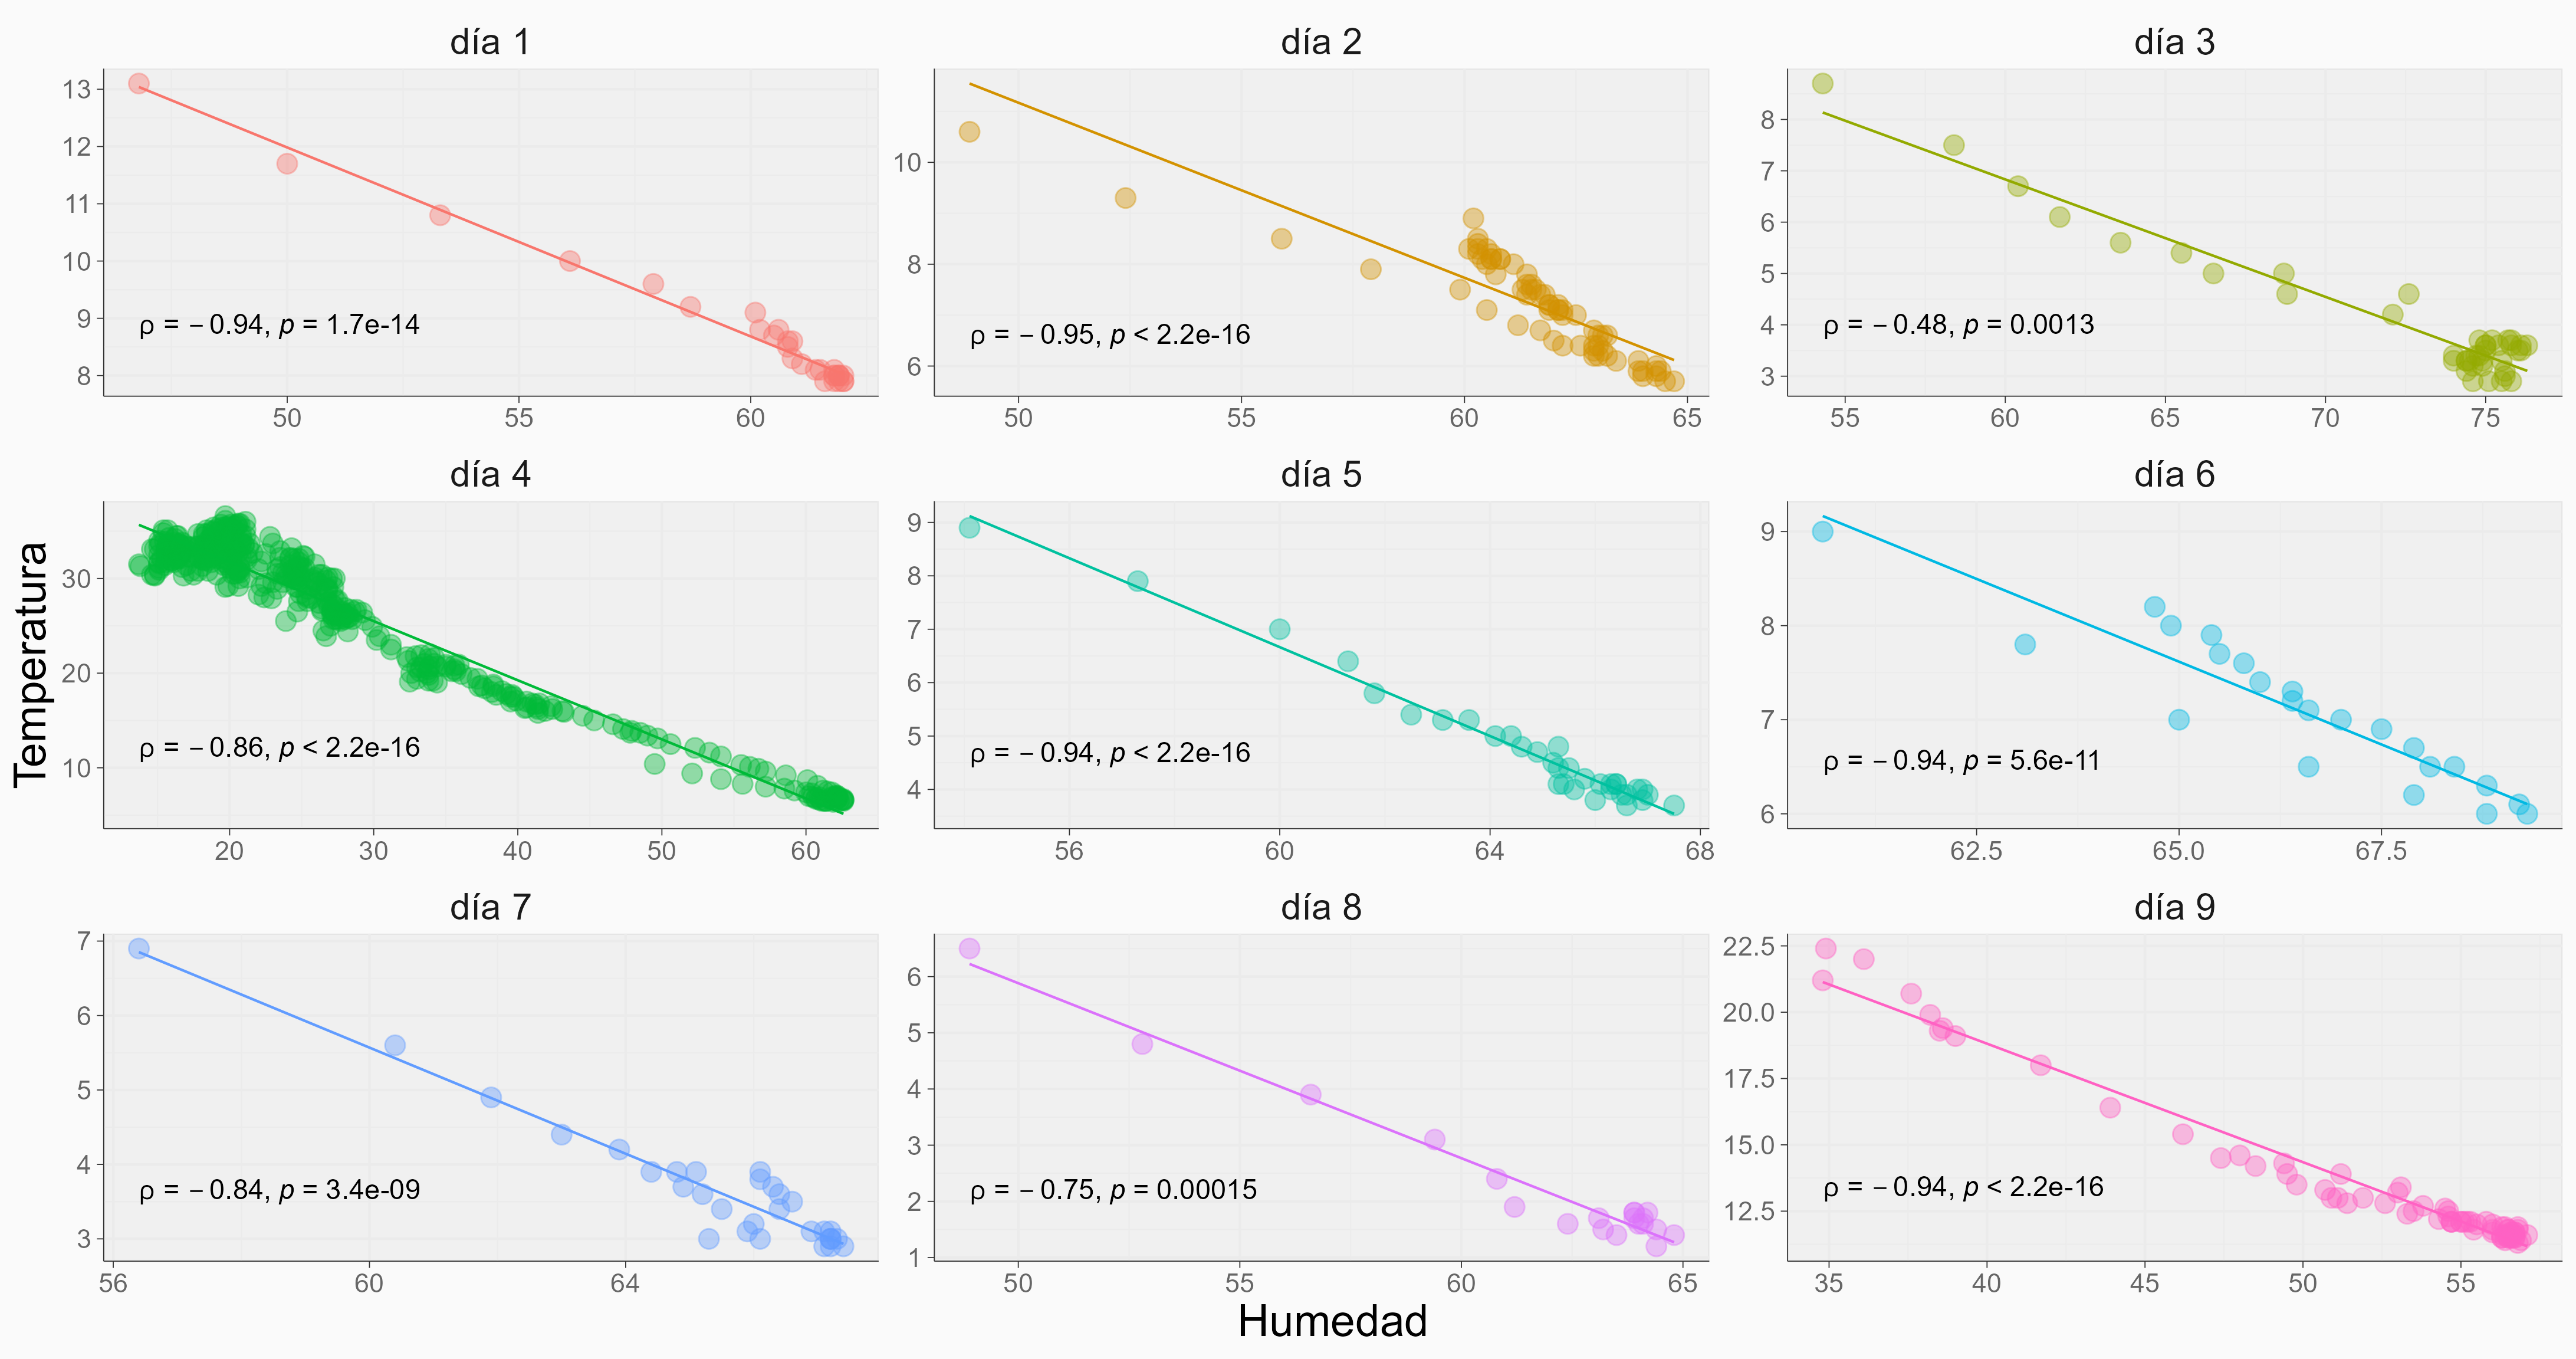 día 1
13
12
11
10
9
8
ρ = − 0.94, p = 1.7e-14
50 55 60
día 2
10
8
6
ρ = − 0.95, p < 2.2e-16
50 55 60 65
día 3
8
7
6
5
4
3
ρ = − 0.48, p = 0.0013
55 60 65 70 75
Temperatura
día 4
30
20
10
ρ = − 0.86, p < 2.2e-16
20 30 40 50 60
día 5
9
8
7
6
5
4
ρ = − 0.94, p < 2.2e-16
56 60 64 68
día 6
9
8
7
6
ρ = − 0.94, p = 5.6e-11
62.5 65.0 67.5
día 7
7
6
5
4
3
ρ = − 0.84, p = 3.4e-09
56 60 64
día 8
6
5
4
3
2
1
ρ = − 0.75, p = 0.00015
50 55 60 65
día 9
22.5
20.0
17.5
15.0
12.5
ρ = − 0.94, p < 2.2e-16
35 40 45 50 55
Humedad